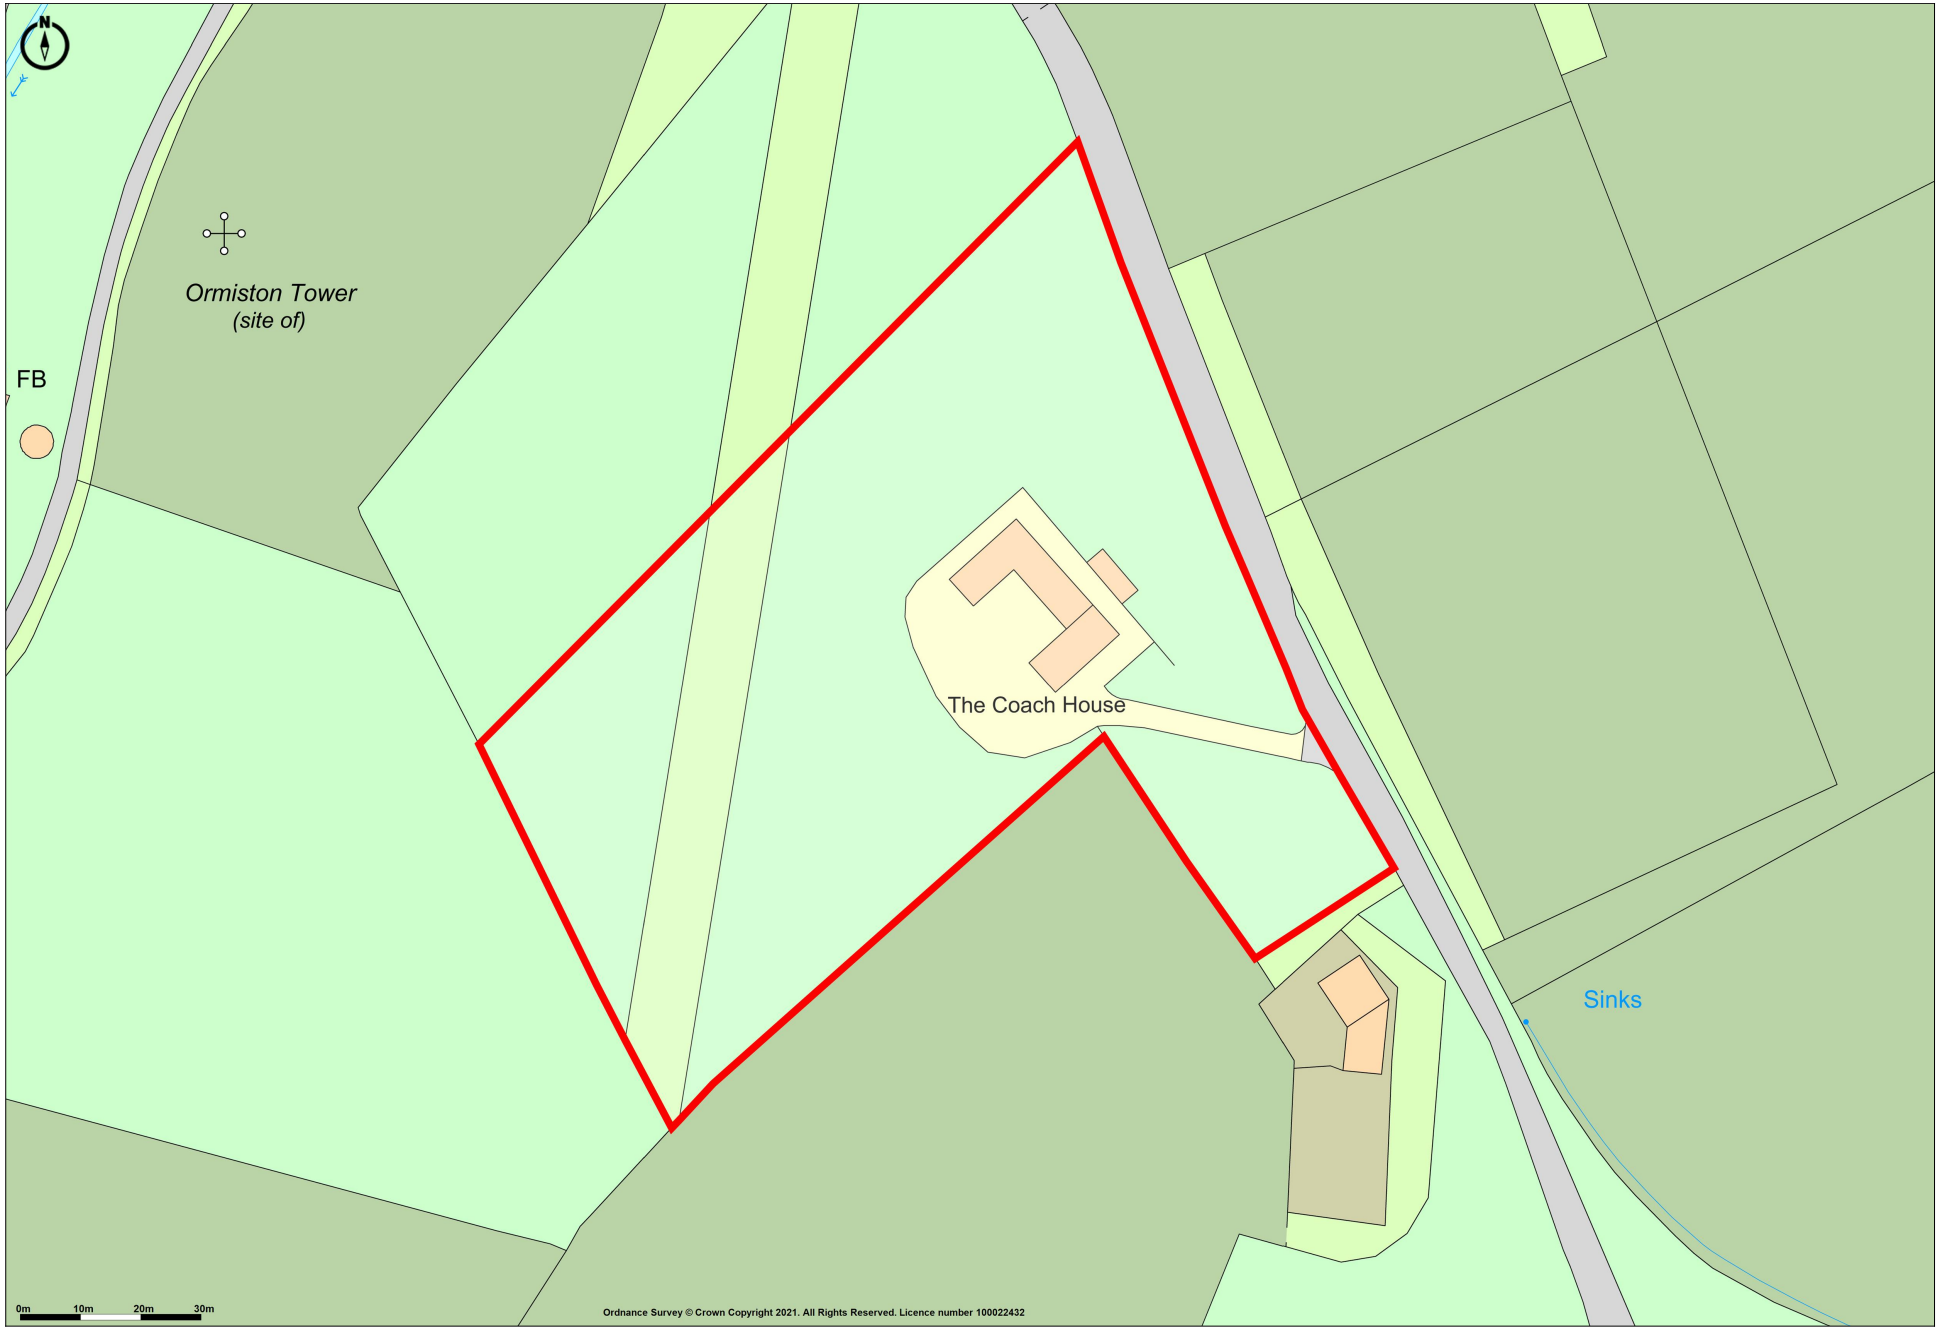 N
Ormiston Tower
(site of)
FB
The Coach House
Sinks
0m 10m 20m 30m
Ordnance Survey © Crown Copyright 2021. All Rights Reserved. Licence number 100022432